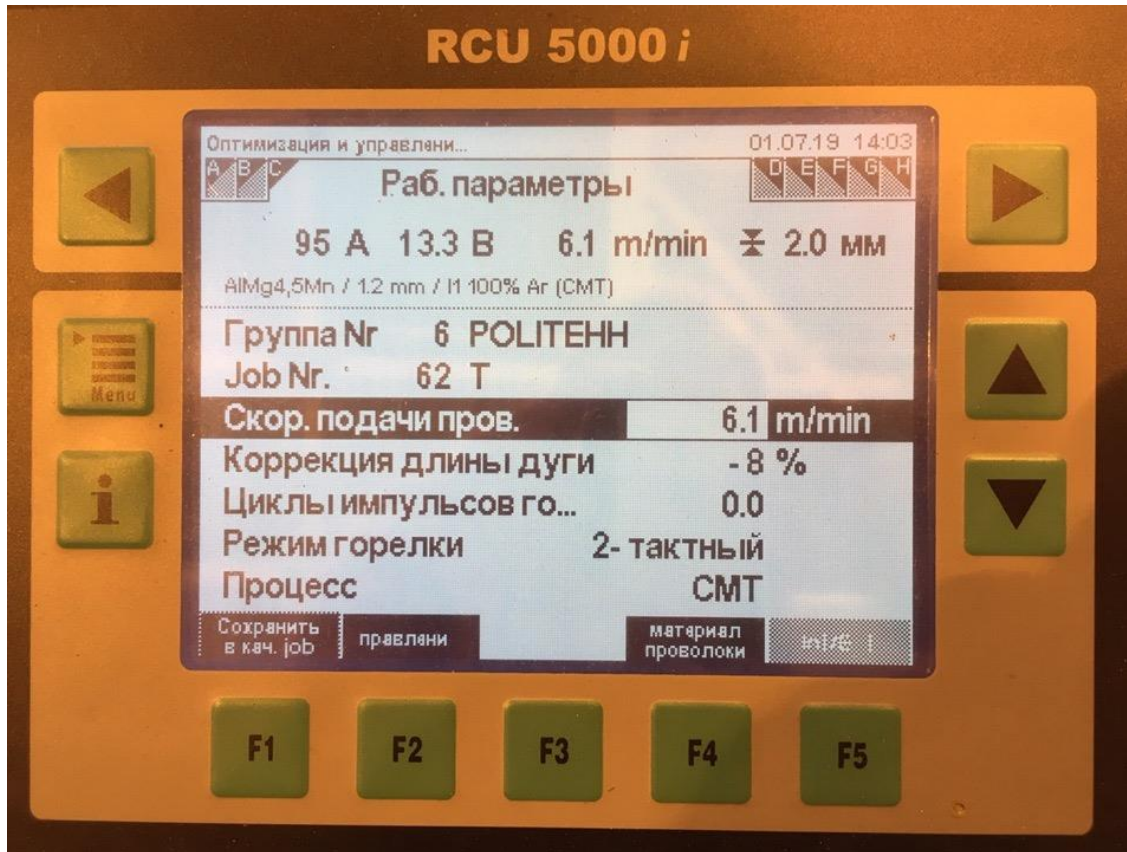 RCU 5000 i
Оптимизация и управлени... 01.07.19 14:03
A B C Раб. параметры D E F G H
95 A 13.3 В 6.1 m/min 2.0 мм
AlMg4,5Mn / 1.2 mm / I1 100% Ar (CMT)
Группа Nr 6 POLITEHH
Job Nr. 62 T
Скор. подачи пров. 6.1 m/min
Коррекция длины дуги - 8 %
Циклы импульсов го... 0.0
Режим горелки 2- тактный
Процесс CMT
Сохранить
в кач. job
правлени
материал
проволоки
Menu
i
F1 F2 F3 F4 F5